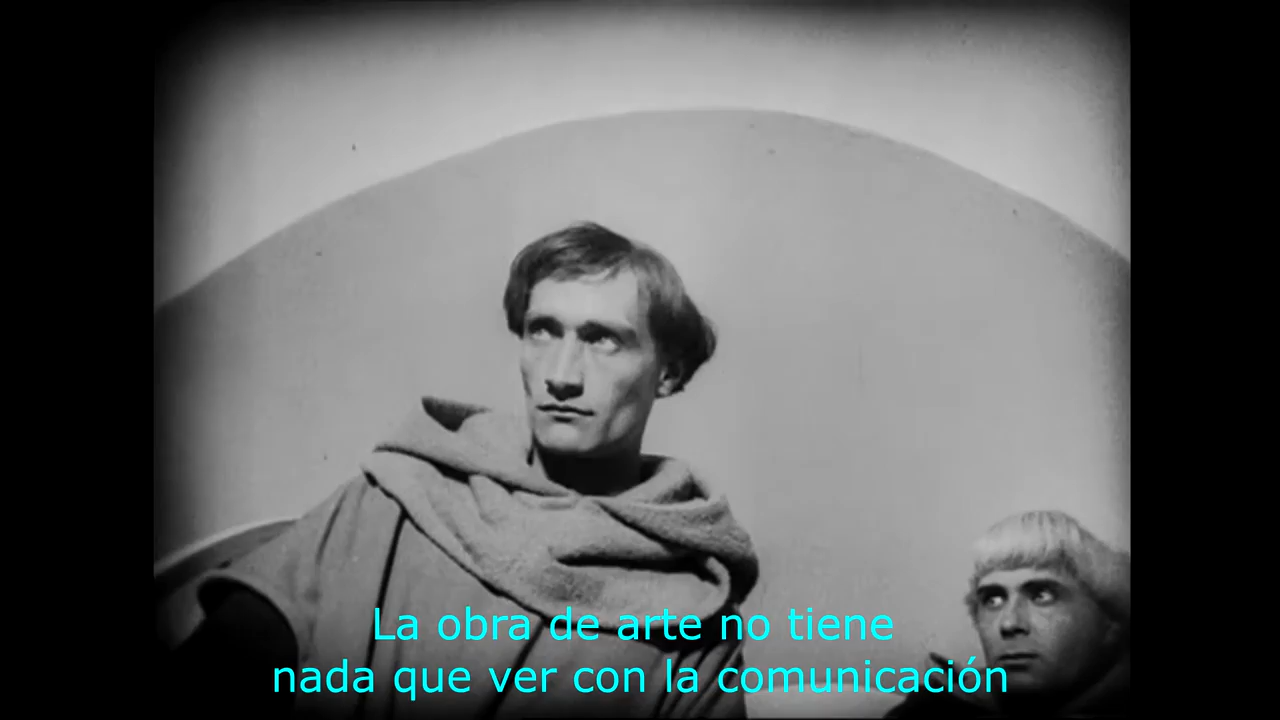 La obra de arte no tiene
nada que ver con la comunicación